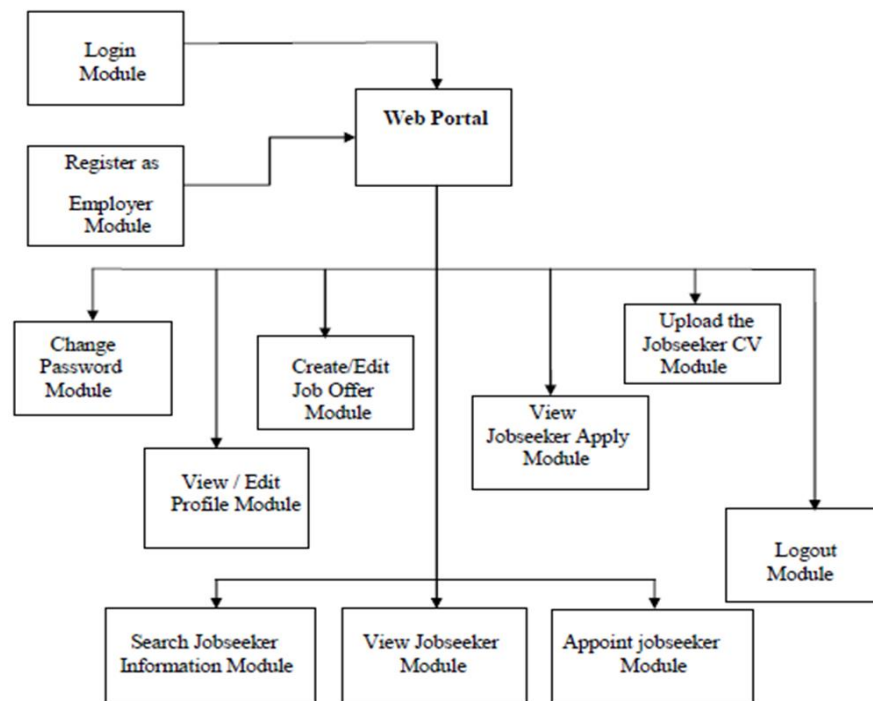 Login
Module
Web Portal
Register as
Employer
Module
Change
Password
Module
Create/Edit
Job Offer
Module
Upload the
Jobseeker CV
Module
View
Jobseeker Apply
Module
View / Edit
Profile Module
Logout
Module
Search Jobseeker
Information Module
View Jobseeker
Module
Appoint jobseeker
Module